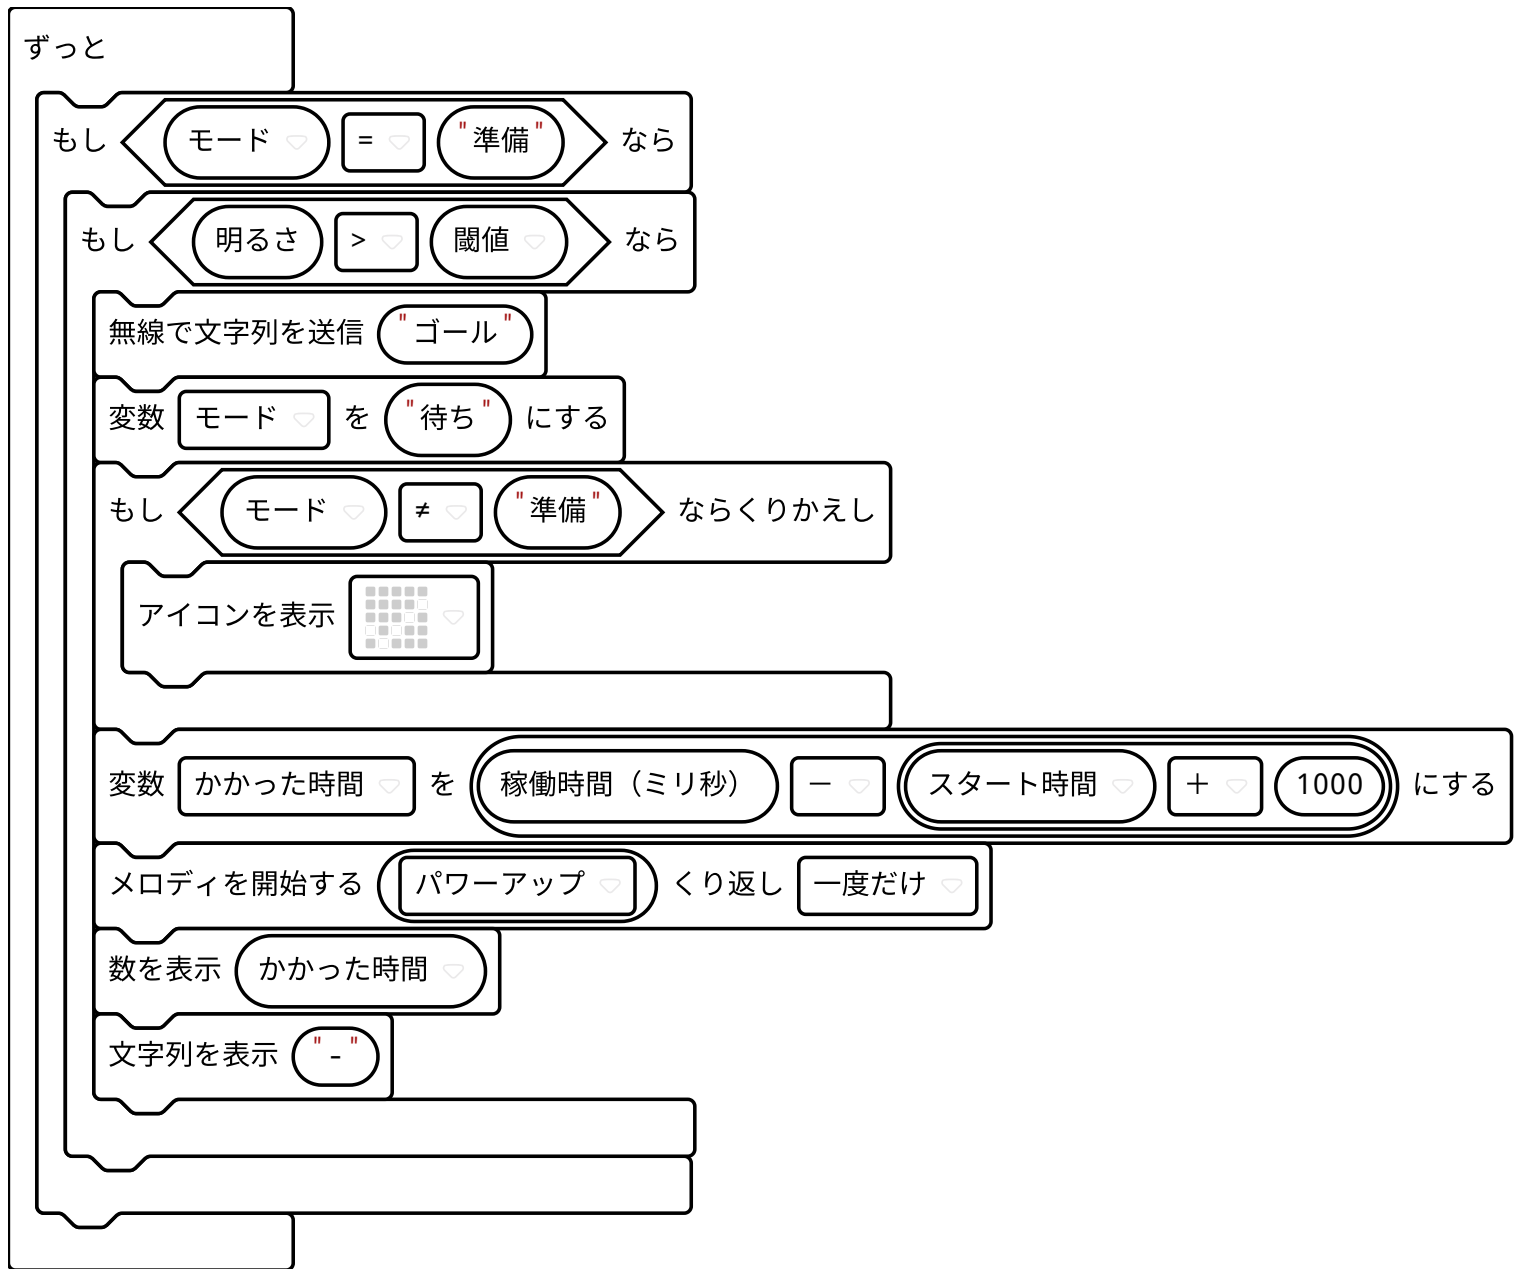 ずっと
もし モード = "準備" なら
もし 明るさ > 閾値 なら
無線で文字列を送信 "ゴール"
変数 モード を "待ち" にする
もし モード ≠ "準備" ならくりかえし
アイコンを表示
変数 かかった時間 を 稼働時間（ミリ秒） － スタート時間 ＋ 1000 にする
メロディを開始する パワーアップ くり返し 一度だけ
数を表示 かかった時間
文字列を表示 "-"